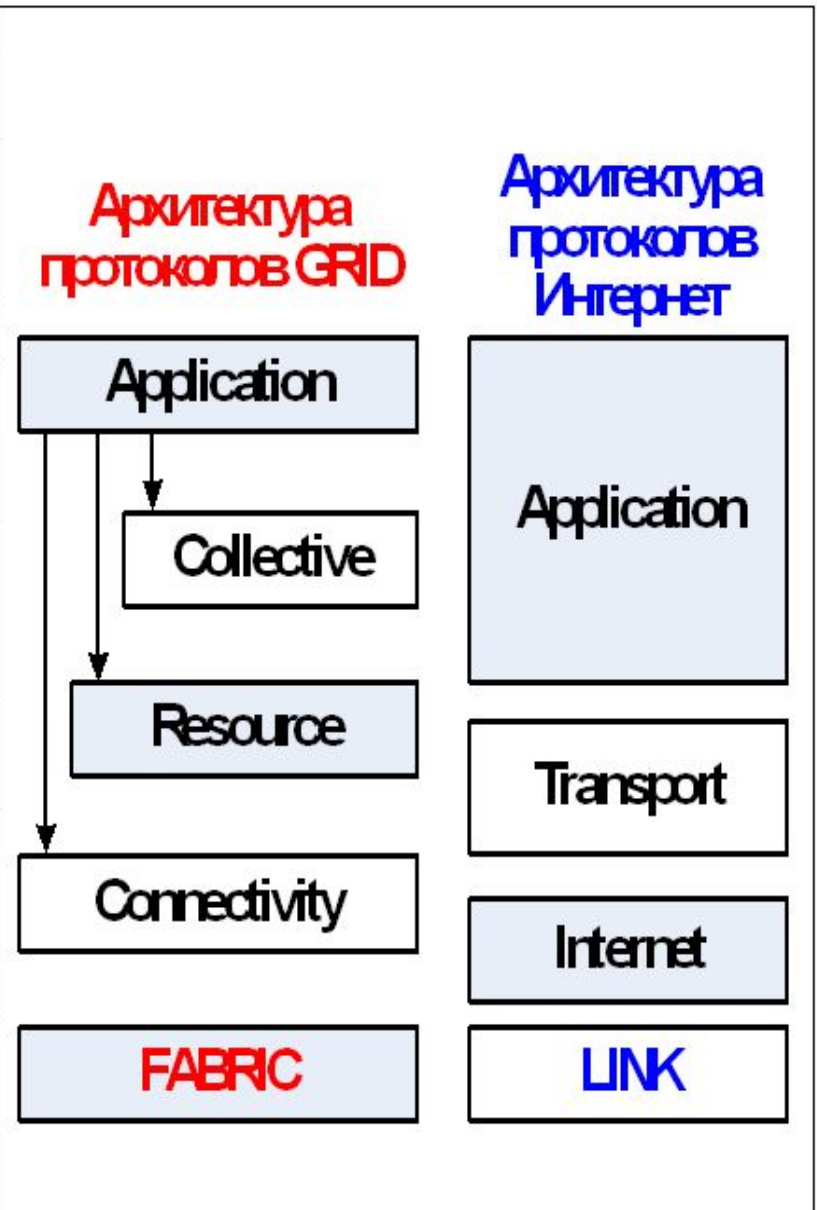 Архитектура
протоколов GRID
Application
Collective
Resource
Connectivity
FABRIC
Архитектура
протоколов
Интернет
Application
Transport
Internet
LINK